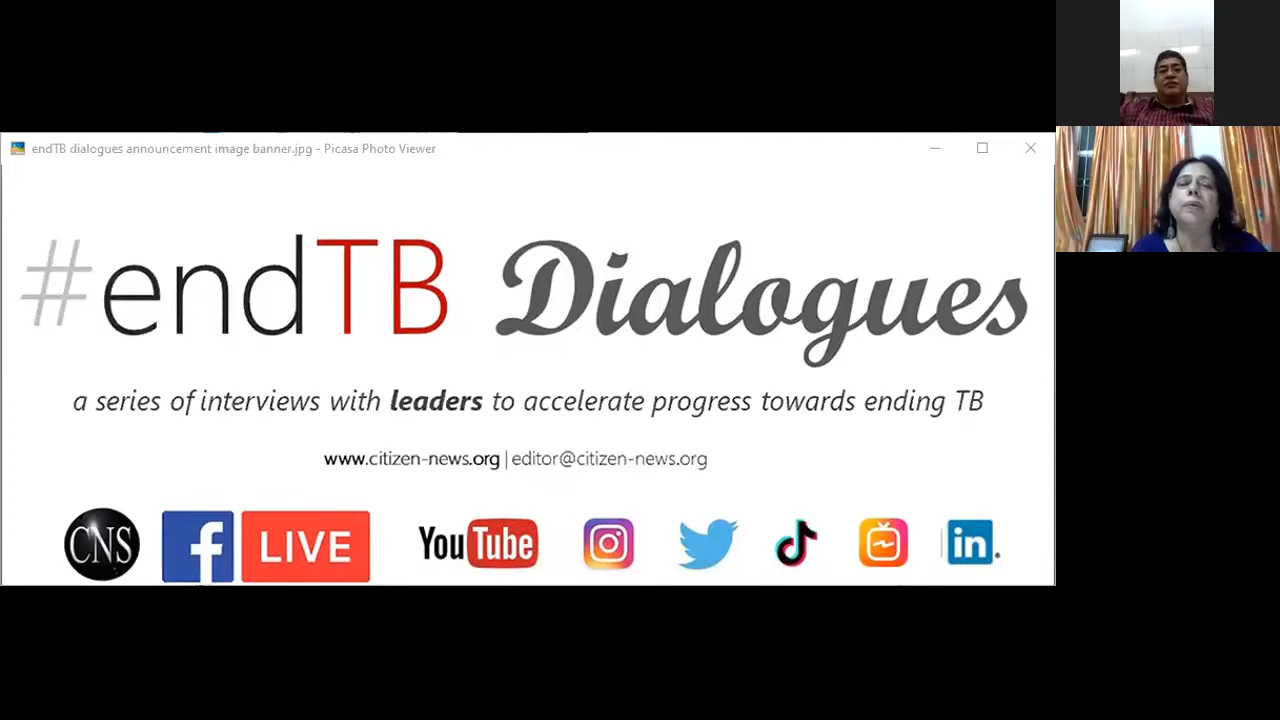 endTB dialogues announcement image banner.jpg - Picasa Photo Viewer
#endTB Dialogues
a series of interviews with leaders to accelerate progress towards ending TB
www.citizen-news.org | editor@citizen-news.org
CNS LIVE YouTube in